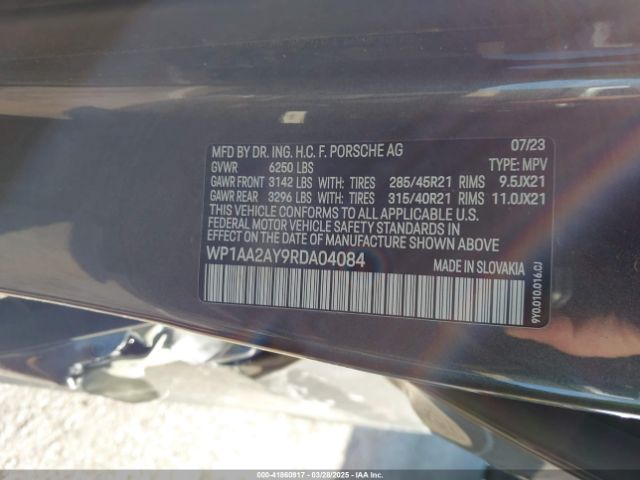 MFD BY DR. ING. H.C. F. PORSCHE AG 07/23
GVWR 6250 LBS TYPE: MPV
GAWR FRONT 3142 LBS WITH: TIRES 285/45R21 RIMS 9.5JX21
GAWR REAR 3296 LBS WITH: TIRES 315/40R21 RIMS 11.0JX21
THIS VEHICLE CONFORMS TO ALL APPLICABLE
FEDERAL MOTOR VEHICLE SAFETY STANDARDS IN
EFFECT ON THE DATE OF MANUFACTURE SHOWN ABOVE
WP1AA2AY9RDA04084 MADE IN SLOVAKIA
9Y0.010.016.CJ
000-41860917 03/28/2025 IAAI.COM